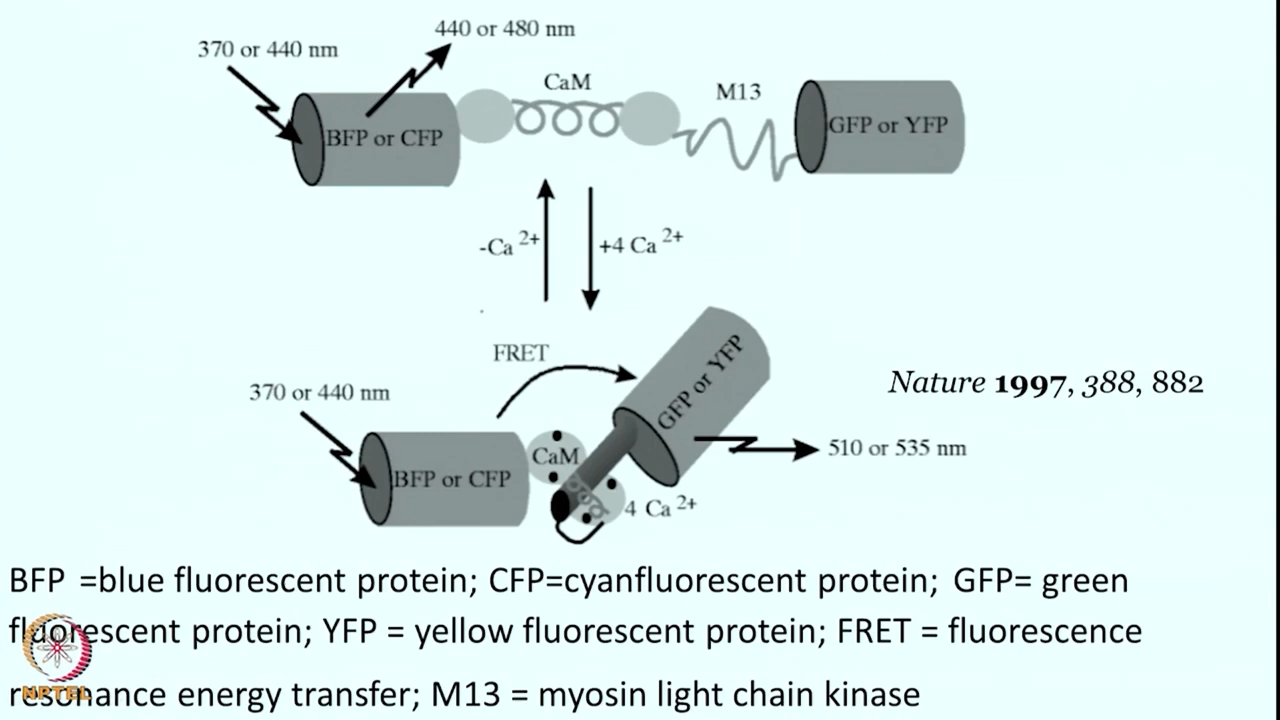 440 or 480 nm
370 or 440 nm
CaM
M13
BFP or CFP
GFP or YFP
-Ca 2+
+4 Ca 2+
FRET
GFP or YFP
370 or 440 nm
Nature 1997, 388, 882
510 or 535 nm
CaM
BFP or CFP
4 Ca 2+
BFP =blue fluorescent protein; CFP=cyanfluorescent protein; GFP= green
fluorescent protein; YFP = yellow fluorescent protein; FRET = fluorescence
resonance energy transfer; M13 = myosin light chain kinase
NPTEL